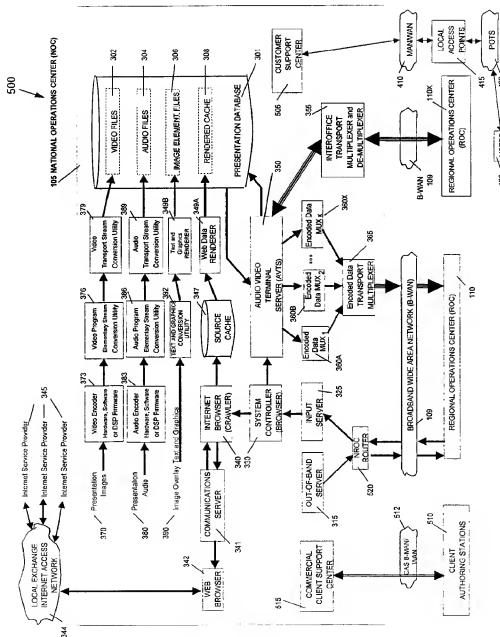 500
105 NATIONAL OPERATIONS CENTER (NOC)
302
304
306
308
301
VIDEO FILES
AUDIO FILES
IMAGE ELEMENT FILES
RENDERED CACHE
PRESENTATION DATABASE
CUSTOMER
SUPPORT
CENTER
505
MAN/WAN
410
LOCAL
ACCESS
POINTS
415
POTS
379
Video
Transport Stream
Conversion Utility
389
Audio
Transport Stream
Conversion Utility
349B
Text and
Graphics
RENDERER
349A
Web Data
RENDERER
350
AUDIO VIDEO
TERMINAL
SERVER (AVTS)
355
INTEROFFICE
TRANSPORT
MULTIPLEXER and
DE-MULTIPLEXER
B-WAN
109
110X
REGIONAL OPERATIONS
CENTER
(ROC)
376
Video Program
Elementary Stream
Conversion Utility
386
Audio Program
Elementary Stream
Conversion Utility
392
TEXT AND GRAPHICS
CONVERSION
UTILITY
347
SOURCE
CACHE
360X
Encoded Data
MUX x
360B
Encoded
Data MUX 2
360A
Encoded Data
MUX 1
365
Encoded Data
TRANSPORT
MULTIPLEXER
373
Video Encoder
Hardware, Software
or DSP Firmware
383
Audio Encoder
Hardware, Software
or DSP Firmware
INTERNET
BROWSER
(CRAWLER)
340
SYSTEM
CONTROLLER
(BROWSER)
330
INPUT
SERVER
325
NROC
ROUTER
520
BROADBAND WIDE AREA NETWORK (B-WAN)
109
REGIONAL OPERATIONS CENTER (ROC)
110
345
Internet Service Provider
Internet Service Provider
Internet Service Provider
370
Presentation
Images
380
Presentation
Audio
390
Image Overlay Text and Graphics
COMMUNICATIONS
SERVER
341
OUT-OF-BAND
SERVER
315
LOCAL EXCHANGE
INTERNET ACCESS
NETWORK
344
WEB
BROWSER
342
COMMERCIAL
CLIENT SUPPORT
CENTER
515
512
510
CLIENT
AUTHORING STATIONS